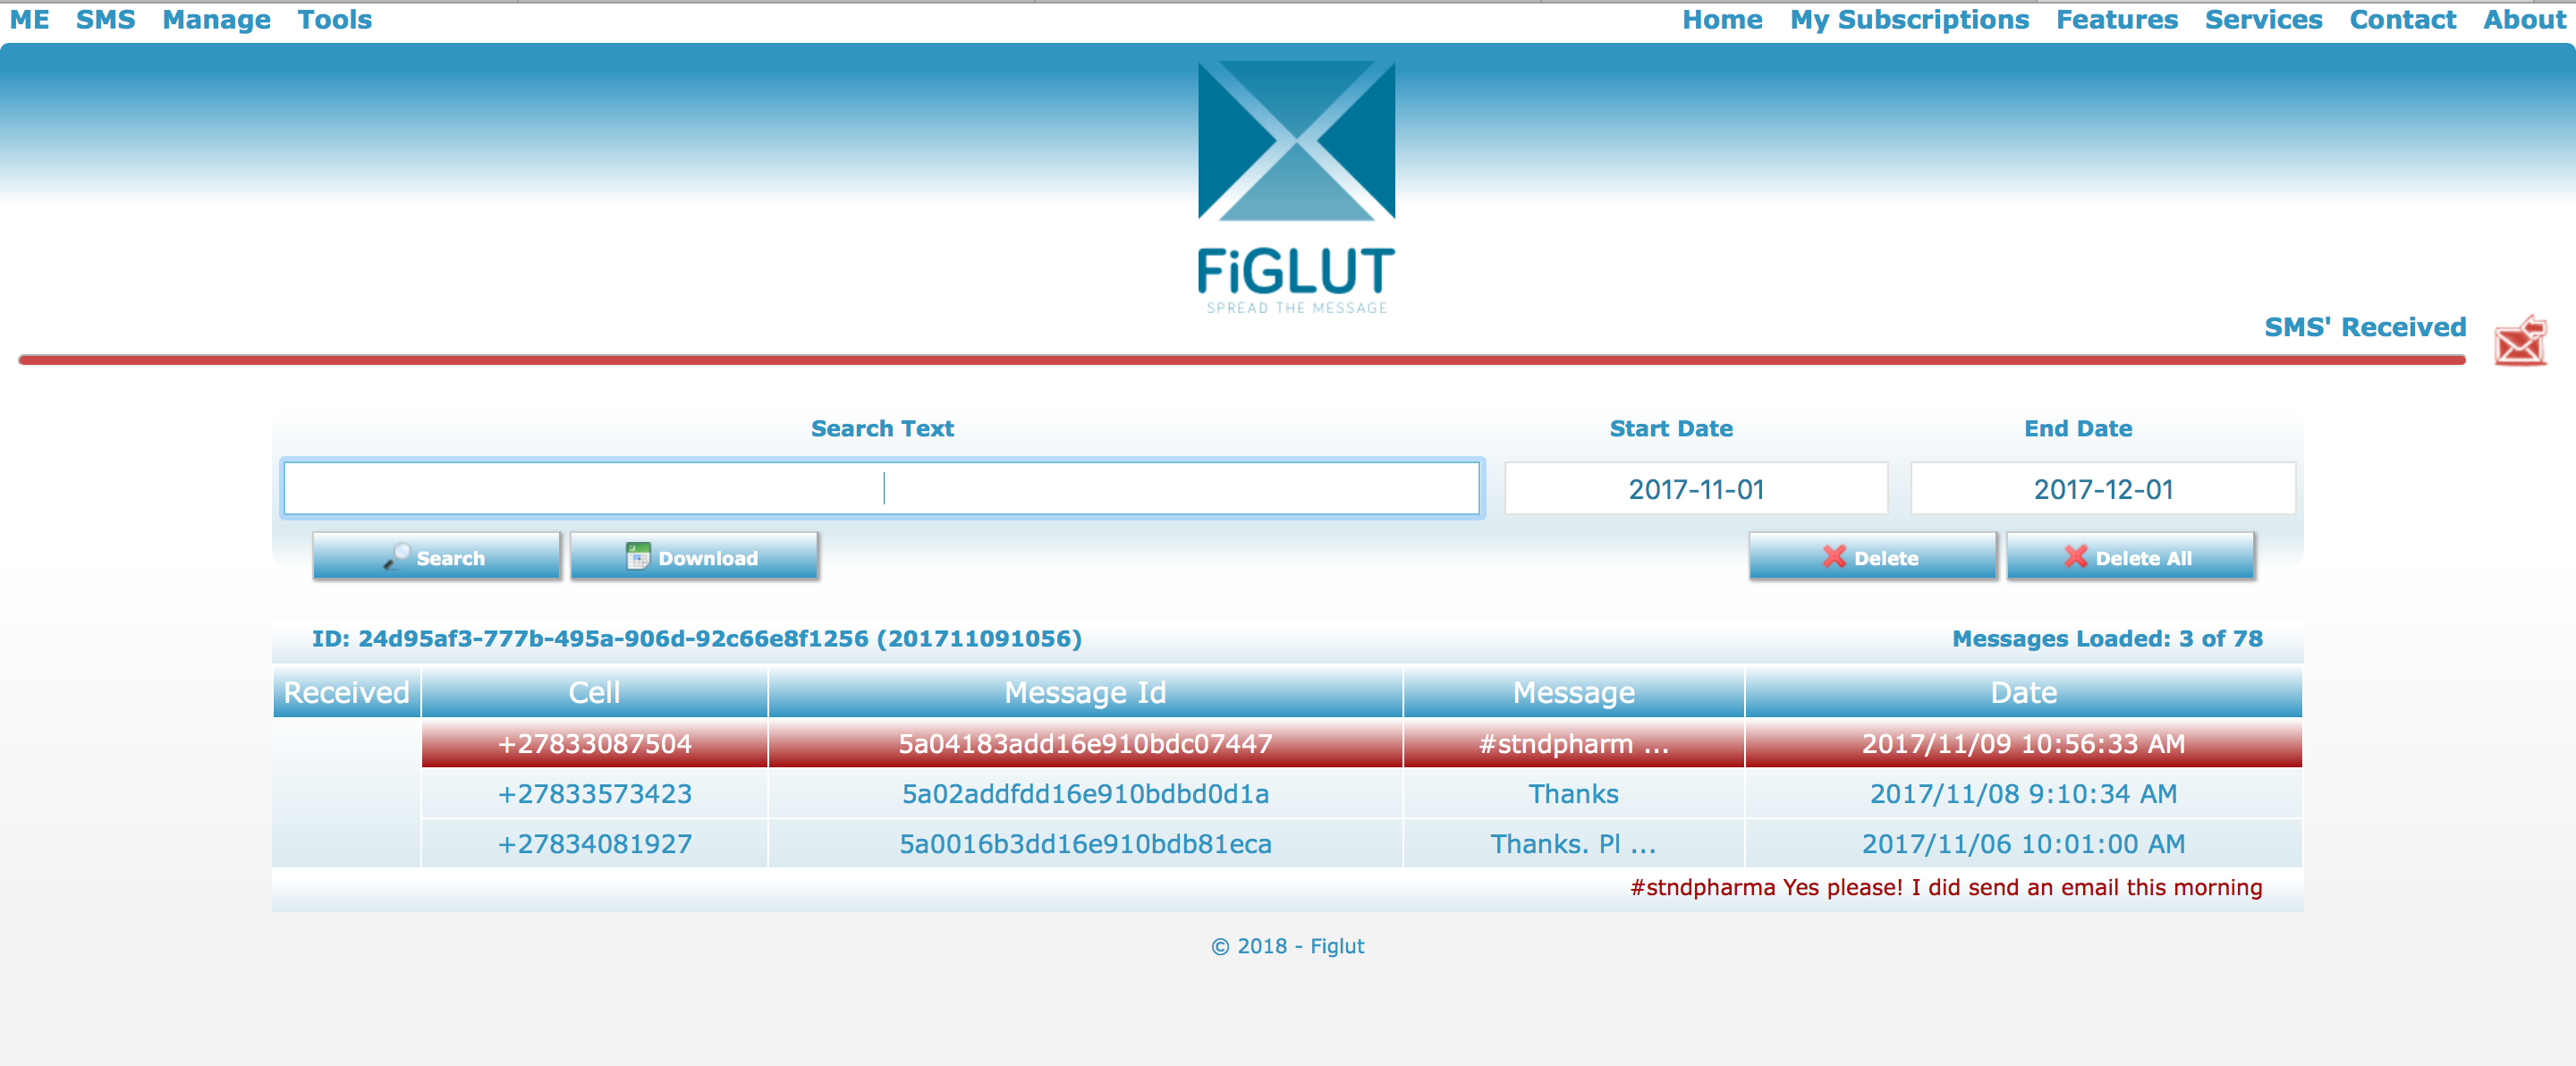 ME SMS Manage Tools Home My Subscriptions Features Services Contact About
FiGLUT
SPREAD THE MESSAGE
SMS' Received
Search Text Start Date End Date
2017-11-01 2017-12-01
Search Download Delete Delete All
ID: 24d95af3-777b-495a-906d-92c66e8f1256 (201711091056) Messages Loaded: 3 of 78
Received Cell Message Id Message Date
+27833087504 5a04183add16e910bdc07447 #stndpharm ... 2017/11/09 10:56:33 AM
+27833573423 5a02addfdd16e910bdbd0d1a Thanks 2017/11/08 9:10:34 AM
+27834081927 5a0016b3dd16e910bdb81eca Thanks. Pl ... 2017/11/06 10:01:00 AM
#stndpharma Yes please! I did send an email this morning
© 2018 - Figlut